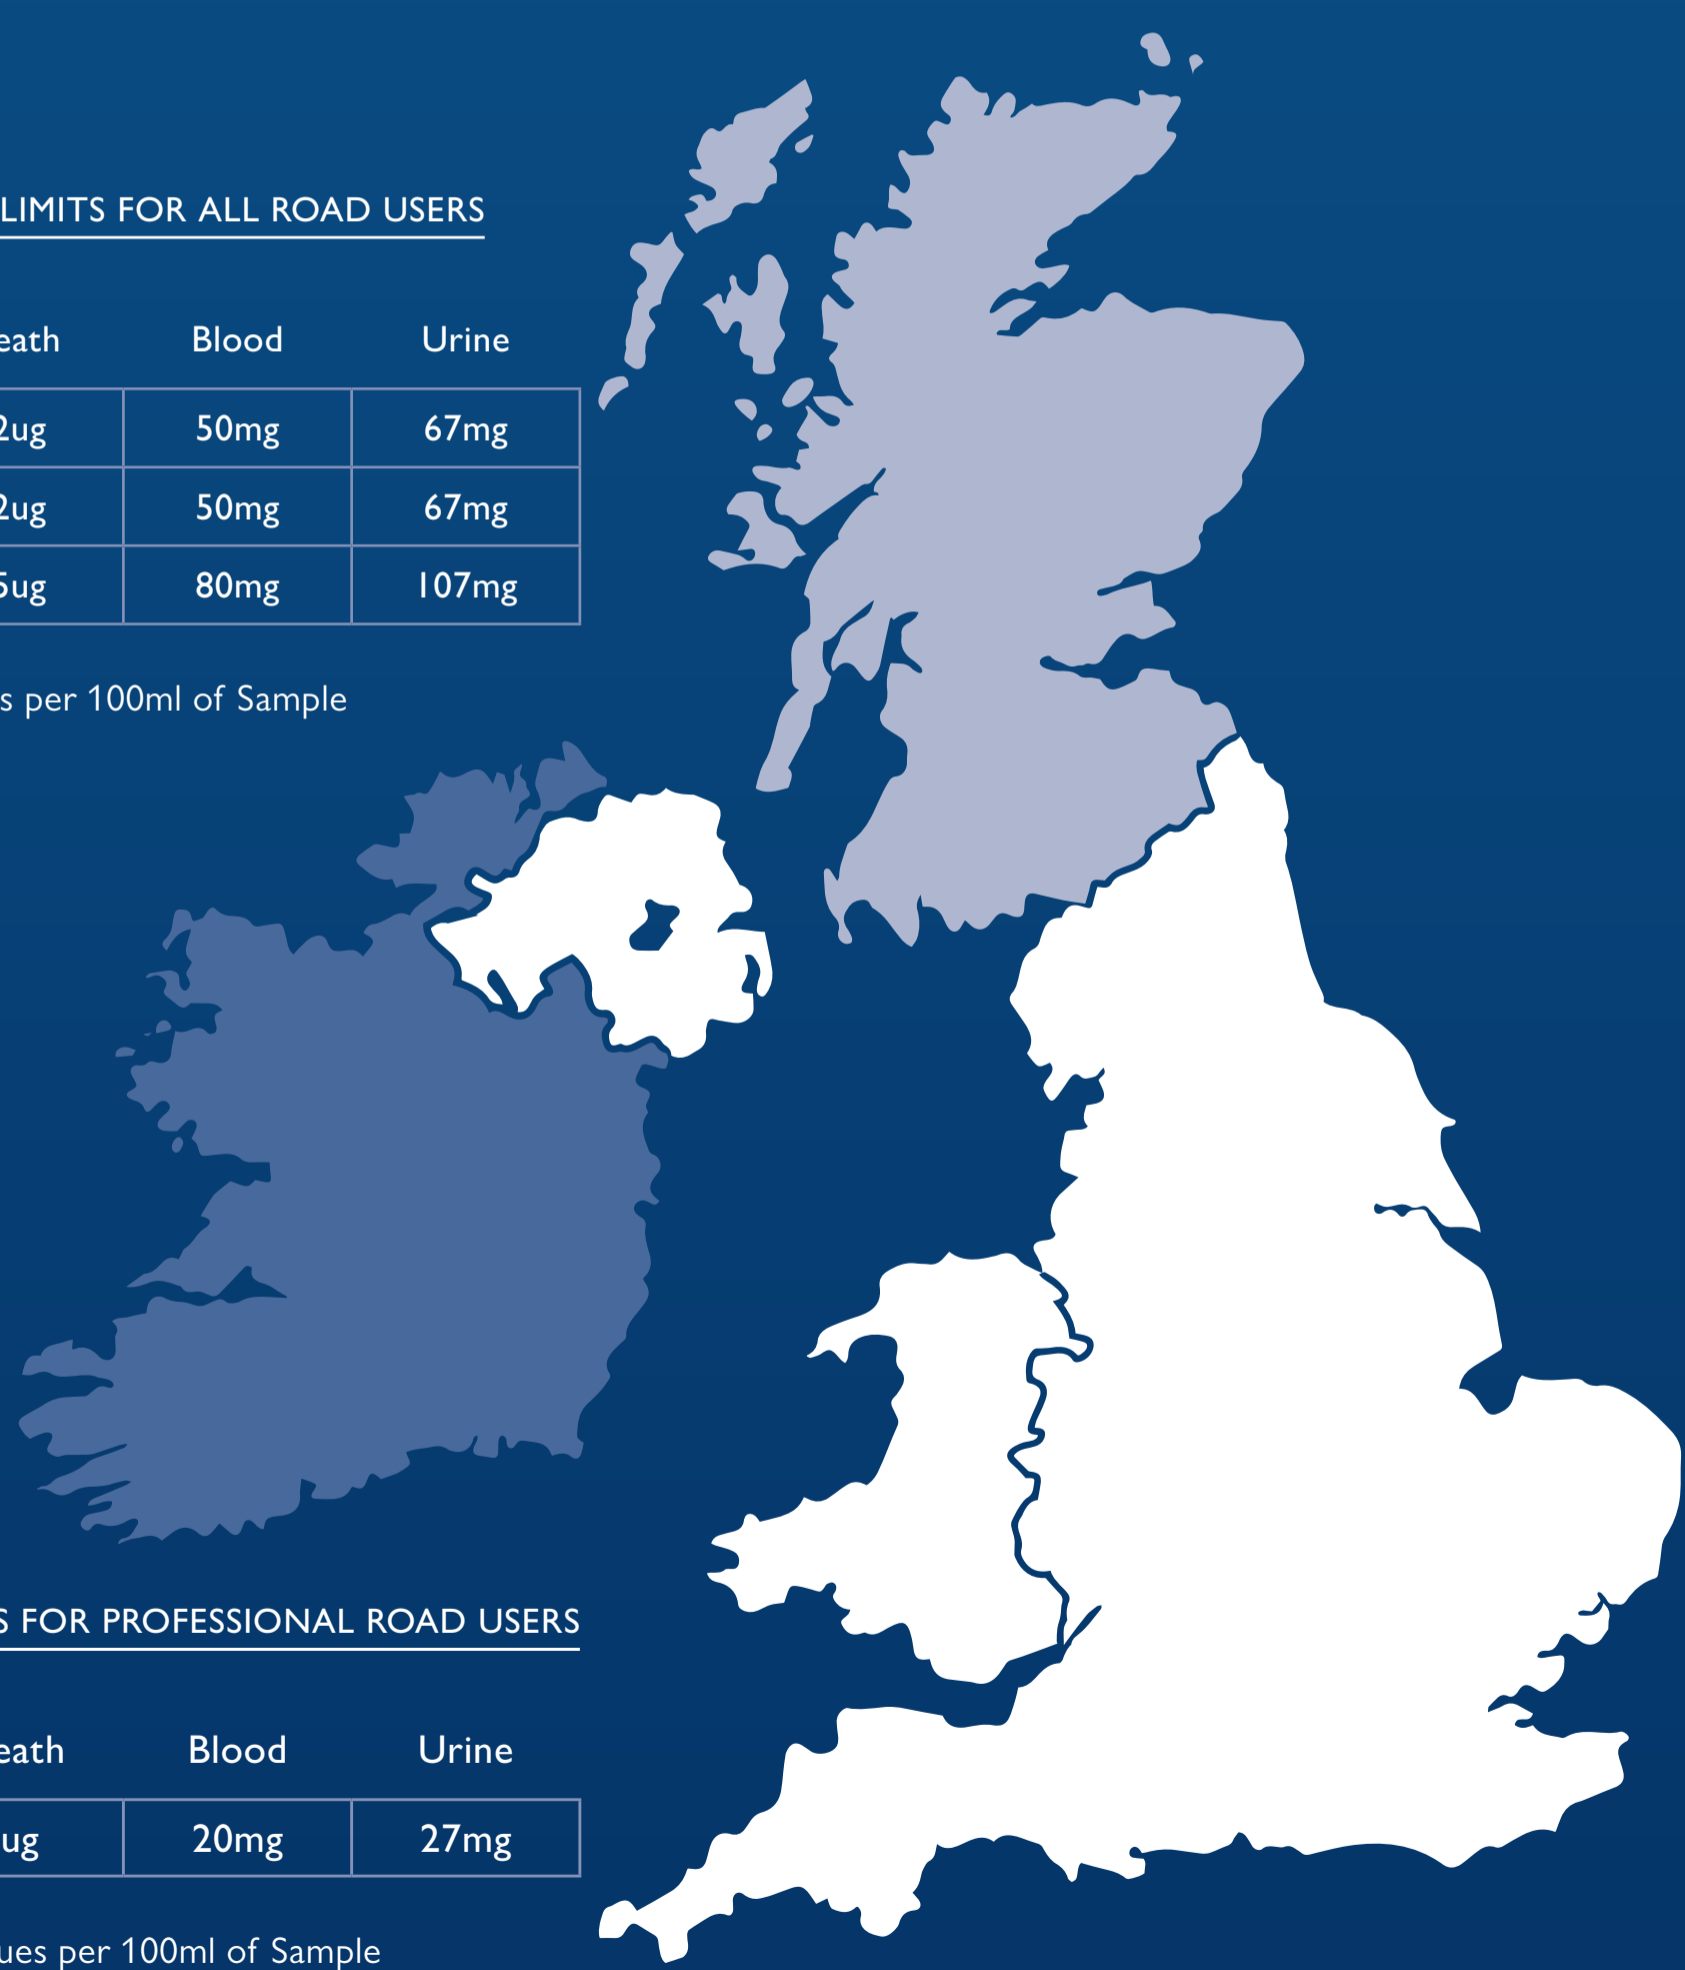 LIMITS FOR ALL ROAD USERS
eath Blood Urine
2ug 50mg 67mg
2ug 50mg 67mg
5ug 80mg 107mg
s per 100ml of Sample
S FOR PROFESSIONAL ROAD USERS
eath Blood Urine
ug 20mg 27mg
ues per 100ml of Sample